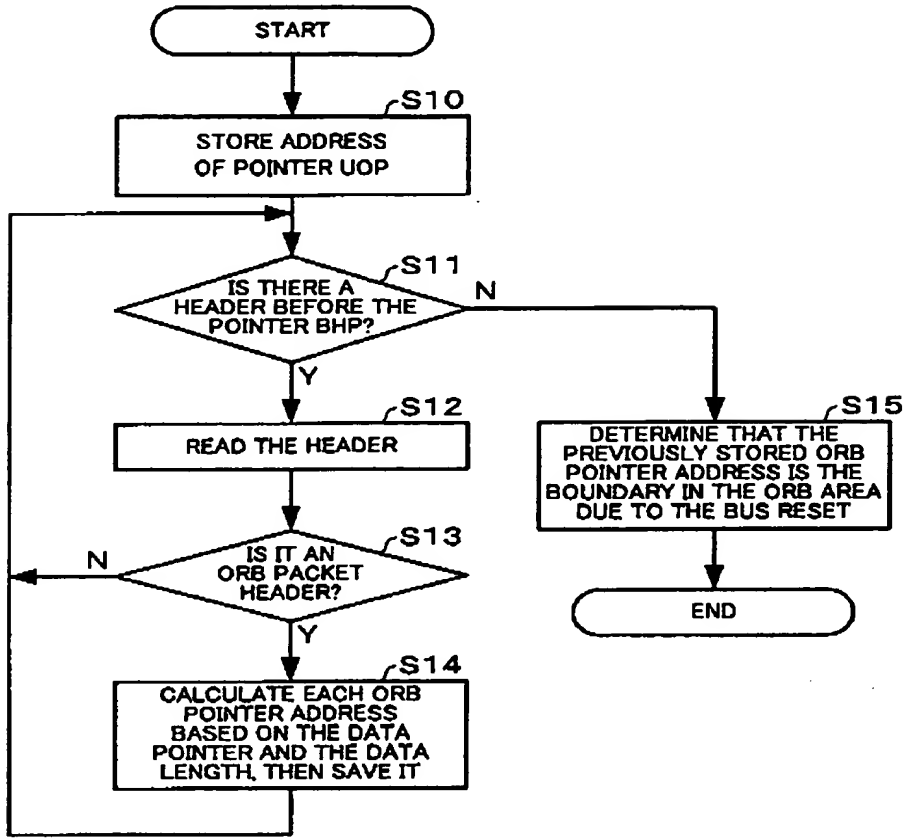 START
S10
STORE ADDRESS
OF POINTER UOP
S11
IS THERE A
HEADER BEFORE THE
POINTER BHP?
N
Y
S12
READ THE HEADER
S15
DETERMINE THAT THE
PREVIOUSLY STORED ORB
POINTER ADDRESS IS THE
BOUNDARY IN THE ORB AREA
DUE TO THE BUS RESET
S13
IS IT AN
ORB PACKET
HEADER?
N
Y
END
S14
CALCULATE EACH ORB
POINTER ADDRESS
BASED ON THE DATA
POINTER AND THE DATA
LENGTH, THEN SAVE IT